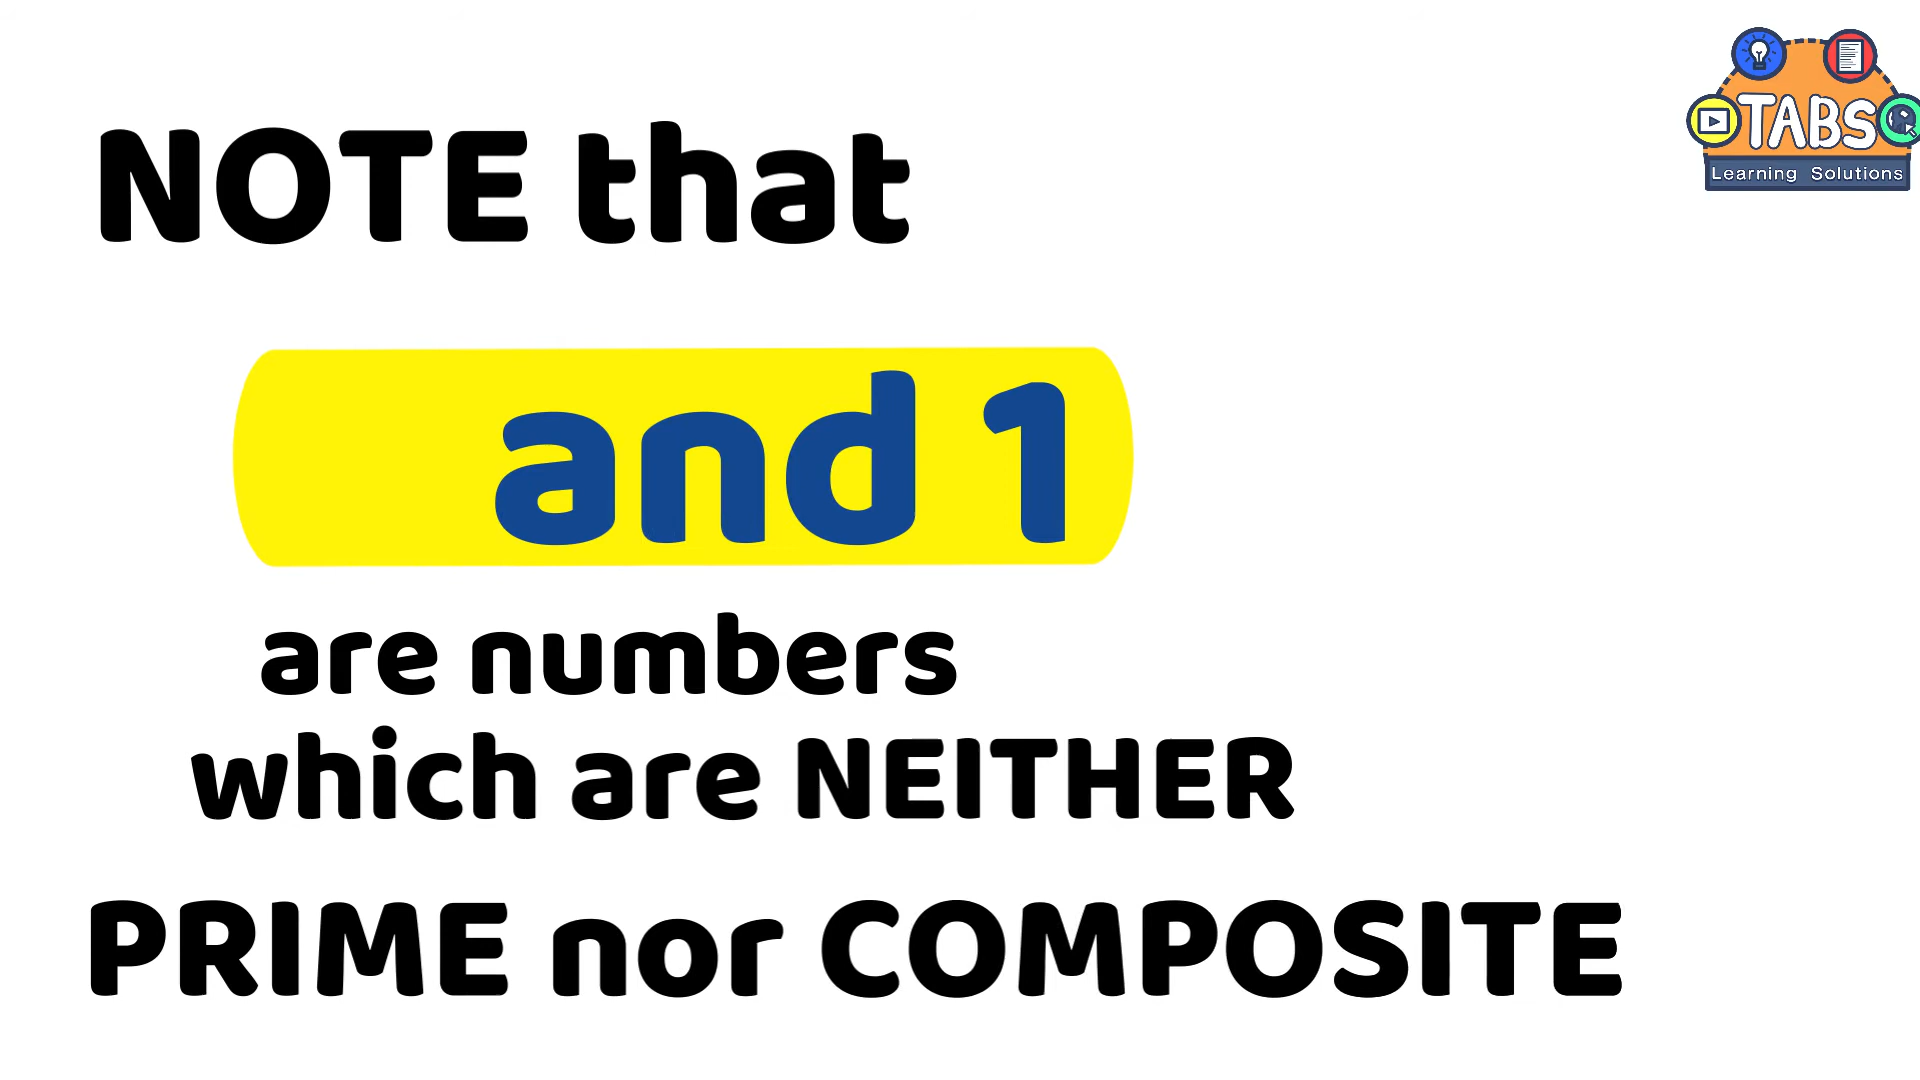 NOTE that
and 1
are numbers
which are NEITHER
PRIME nor COMPOSITE
TABS
Learning Solutions